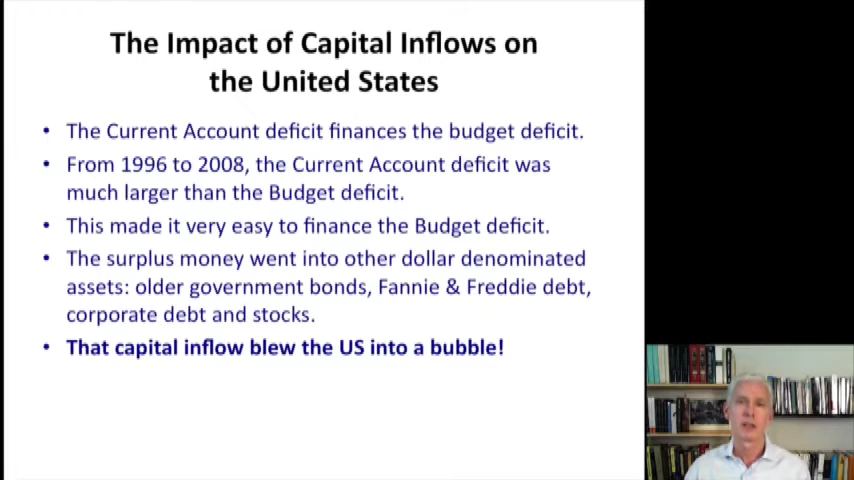 The Impact of Capital Inflows on
the United States
• The Current Account deficit finances the budget deficit.
• From 1996 to 2008, the Current Account deficit was
much larger than the Budget deficit.
• This made it very easy to finance the Budget deficit.
• The surplus money went into other dollar denominated
assets: older government bonds, Fannie & Freddie debt,
corporate debt and stocks.
• That capital inflow blew the US into a bubble!